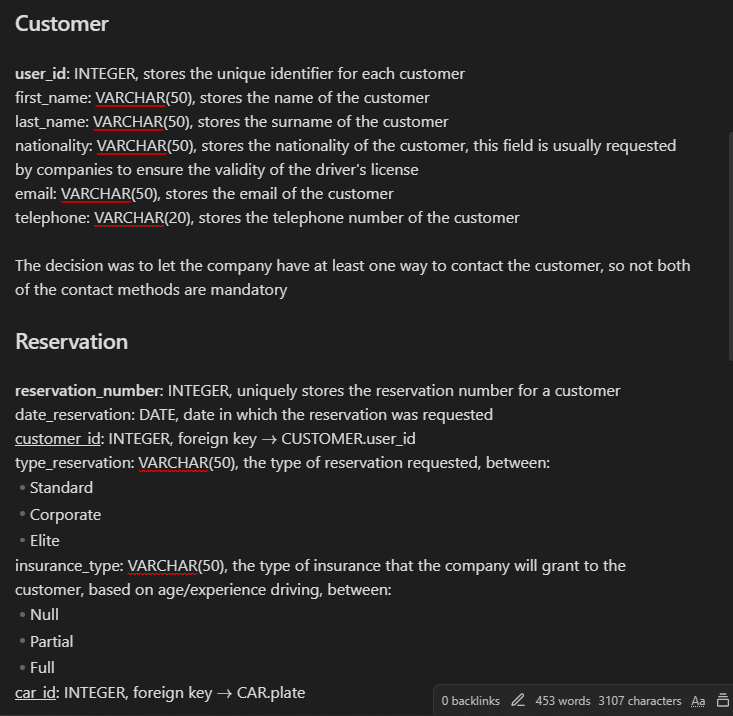 Customer
user_id: INTEGER, stores the unique identifier for each customer
first_name: VARCHAR(50), stores the name of the customer
last_name: VARCHAR(50), stores the surname of the customer
nationality: VARCHAR(50), stores the nationality of the customer, this field is usually requested
by companies to ensure the validity of the driver's license
email: VARCHAR(50), stores the email of the customer
telephone: VARCHAR(20), stores the telephone number of the customer
The decision was to let the company have at least one way to contact the customer, so not both
of the contact methods are mandatory
Reservation
reservation_number: INTEGER, uniquely stores the reservation number for a customer
date_reservation: DATE, date in which the reservation was requested
customer_id: INTEGER, foreign key → CUSTOMER.user_id
type_reservation: VARCHAR(50), the type of reservation requested, between:
• Standard
• Corporate
• Elite
insurance_type: VARCHAR(50), the type of insurance that the company will grant to the
customer, based on age/experience driving, between:
• Null
• Partial
• Full
car_id: INTEGER, foreign key → CAR.plate
0 backlinks 453 words 3107 characters Aa